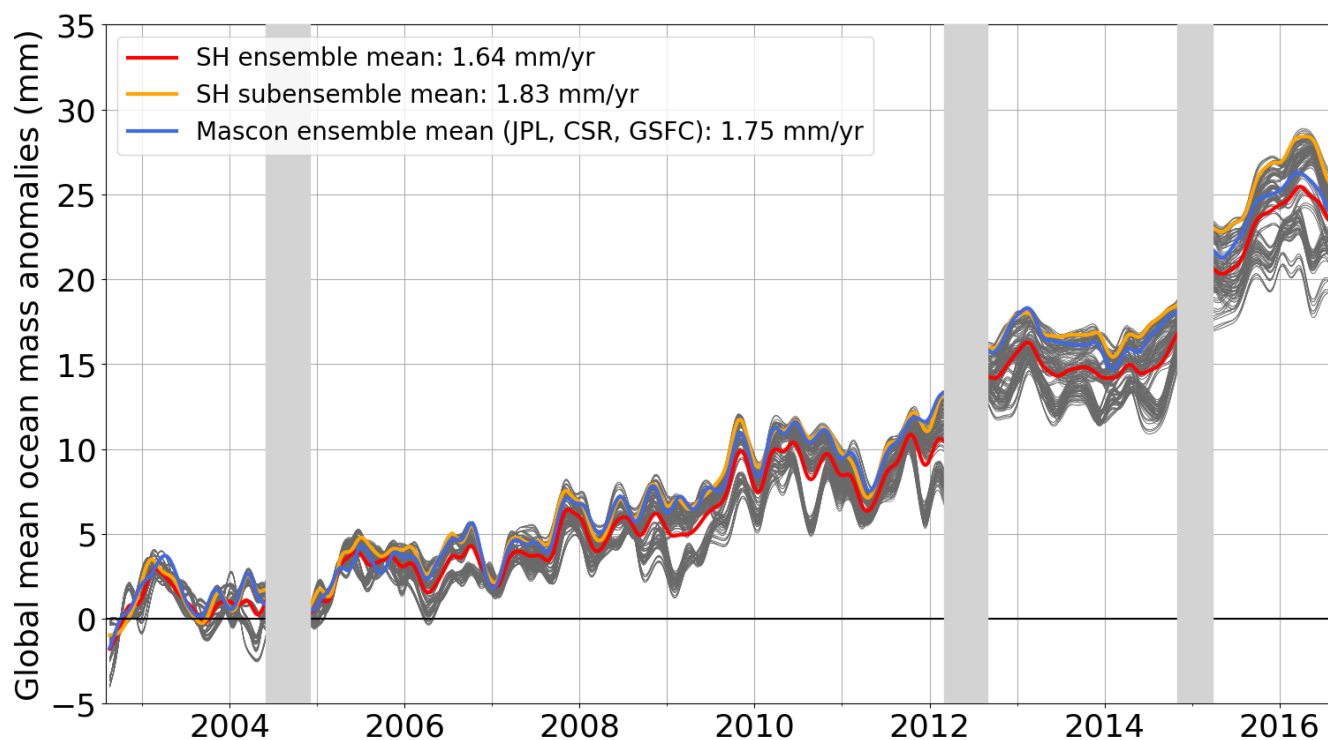 Global mean ocean mass anomalies (mm)
35
30
25
20
15
10
5
0
−5
SH ensemble mean: 1.64 mm/yr
SH subensemble mean: 1.83 mm/yr
Mascon ensemble mean (JPL, CSR, GSFC): 1.75 mm/yr
2004 2006 2008 2010 2012 2014 2016